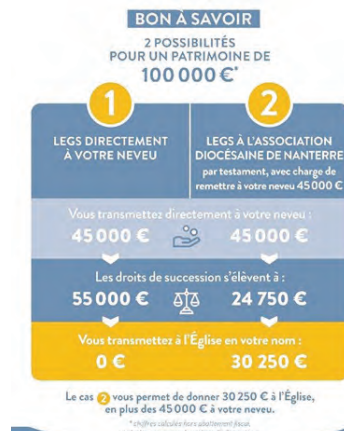 BON À SAVOIR
2 POSSIBILITÉS
POUR UN PATRIMOINE DE
100 000 €*
1
2
LEGS DIRECTEMENT
À VOTRE NEVEU
LEGS À L'ASSOCIATION
DIOCÉSAINE DE NANTERRE
par testament, avec charge de
remettre à votre neveu 45 000 €
Vous transmettez directement à votre neveu :
45 000 €
45 000 €
Les droits de succession s'élèvent à :
55 000 €
24 750 €
Vous transmettez à l'Église en votre nom :
0 €
30 250 €
Le cas 2 vous permet de donner 30 250 € à l'Église,
en plus des 45 000 € à votre neveu.
* chiffres calculés hors abattement fiscal.